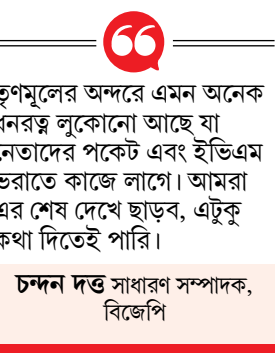 তৃণমূলের অন্দরে এমন অনেক
ধনরত্ন লুকোনো আছে যা
নেতাদের পকেট এবং ইভিএম
ভরাতে কাজে লাগে। আমরা
এর শেষ দেখে ছাড়ব, এটুকু
কথা দিতেই পারি।
চন্দন দত্ত সাধারণ সম্পাদক,
বিজেপি